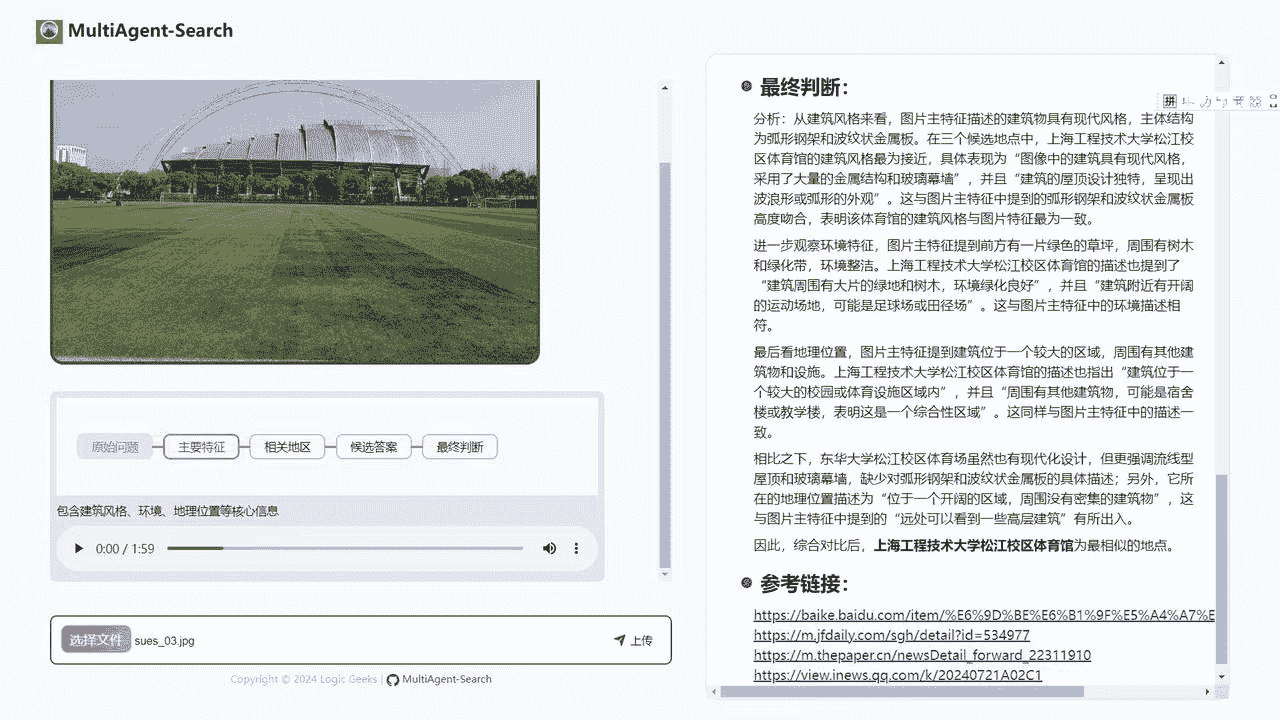 MultiAgent-Search
原始问题
主要特征
相关地区
候选答案
最终判断
包含建筑风格、环境、地理位置等核心信息
0:00 / 1:59
选择文件 sues_03.jpg
上传
Copyright © 2024 Logic Geeks | MultiAgent-Search
最终判断：
分析：从建筑风格来看，图片主特征描述的建筑物具有现代风格，主体结构
为弧形钢架和波纹状金属板。在三个候选地点中，上海工程技术大学松江校
区体育馆的建筑风格最为接近，具体表现为“图像中的建筑具有现代风格，
采用了大量的金属结构和玻璃幕墙”，并且“建筑的屋顶设计独特，呈现出
波浪形或弧形的外观”。这与图片主特征中提到的弧形钢架和波纹状金属板
高度吻合，表明该体育馆的建筑风格与图片特征最为一致。
进一步观察环境特征，图片主特征提到前方有一片绿色的草坪，周围有树木
和绿化带，环境整洁。上海工程技术大学松江校区体育馆的描述也提到了
“建筑周围有大片的绿地和树木，环境绿化良好”，并且“建筑附近有开阔
的运动场地，可能是足球场或田径场”。这与图片主特征中的环境描述相
符。
最后看地理位置，图片主特征提到建筑位于一个较大的区域，周围有其他建
筑物和设施。上海工程技术大学松江校区体育馆的描述也指出“建筑位于一
个较大的校园或体育设施区域内”，并且“周围有其他建筑物，可能是宿舍
楼或教学楼，表明这是一个综合性区域”。这同样与图片主特征中的描述一
致。
相比之下，东华大学松江校区体育场虽然也有现代化设计，但更强调流线型
屋顶和玻璃幕墙，缺少对弧形钢架和波纹状金属板的具体描述；另外，它所
在的地理位置描述为“位于一个开阔的区域，周围没有密集的建筑物”，这
与图片主特征中提到的“远处可以看到一些高层建筑”有所出入。
因此，综合对比后，上海工程技术大学松江校区体育馆为最相似的地点。
参考链接：
https://baike.baidu.com/item/%E6%9D%BE%E6%B1%9F%E5%A4%A7%E
https://m.jfdaily.com/sgh/detail?id=534977
https://m.thepaper.cn/newsDetail_forward_22311910
https://view.inews.qq.com/k/20240721A02C1
拼